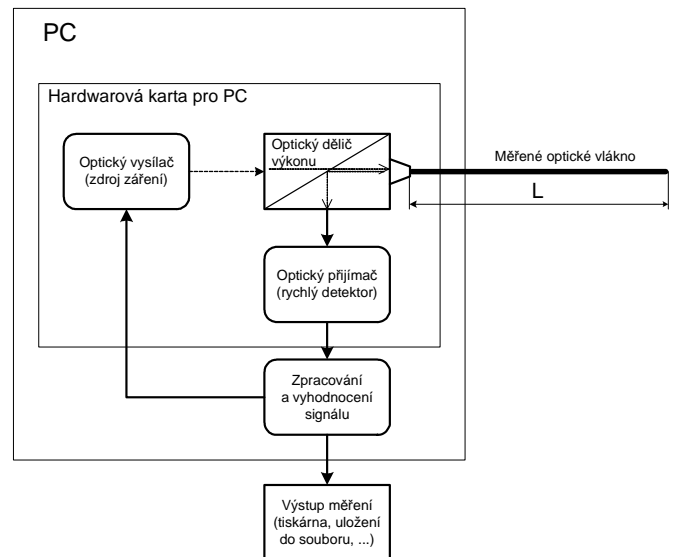 PC
Hardwarová karta pro PC
Optický vysílač
(zdroj záření)
Optický dělič
výkonu
Měřené optické vlákno
L
Optický přijímač
(rychlý detektor)
Zpracování
a vyhodnocení
signálu
Výstup měření
(tiskárna, uložení
do souboru, ...)